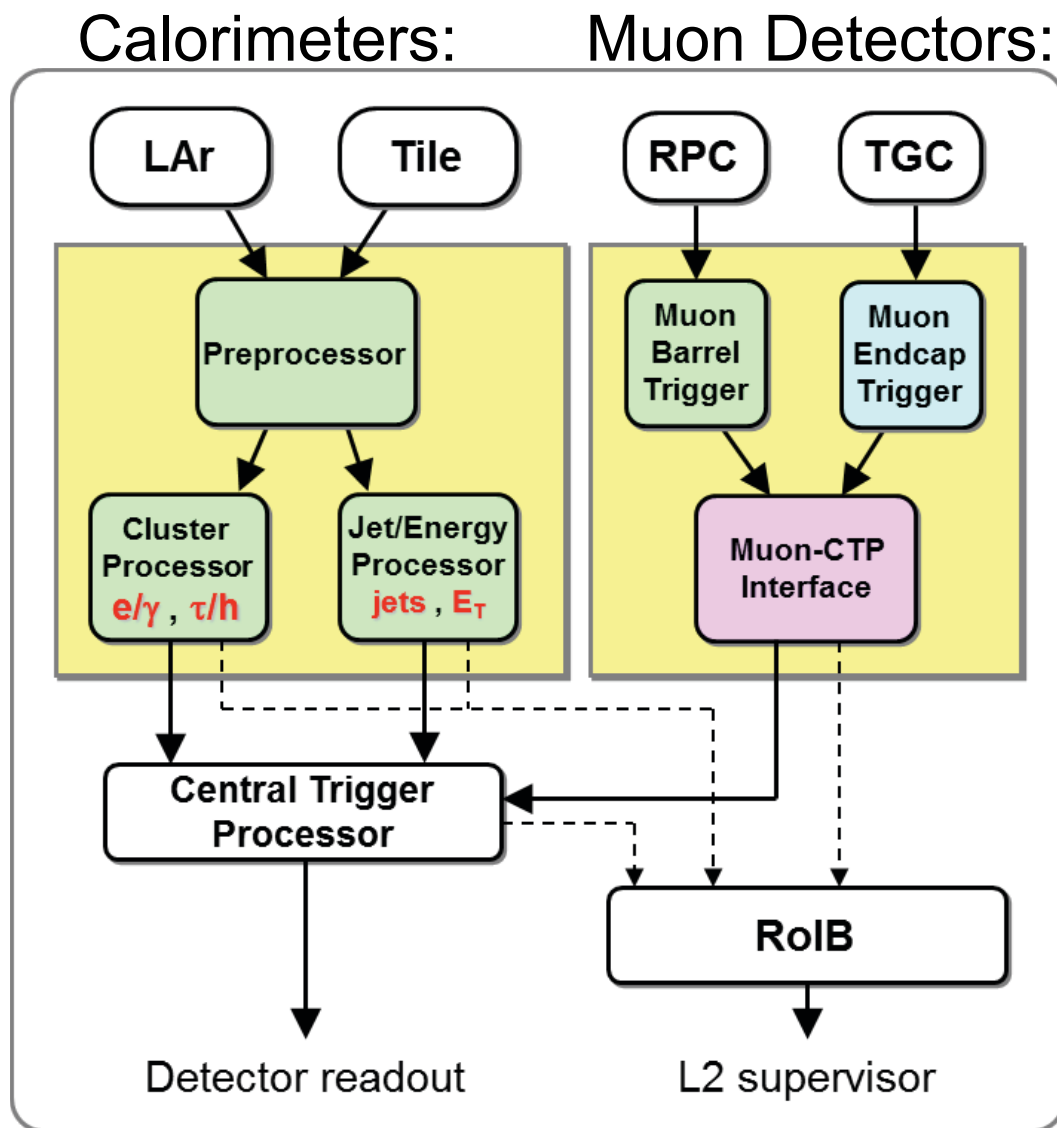 Calorimeters:
Muon Detectors:
LAr
Tile
RPC
TGC
Preprocessor
Muon
Barrel
Trigger
Muon
Endcap
Trigger
Cluster
Processor
e/γ , τ/h
Jet/Energy
Processor
jets , E_T
Muon-CTP
Interface
Central Trigger
Processor
RoIB
Detector readout
L2 supervisor